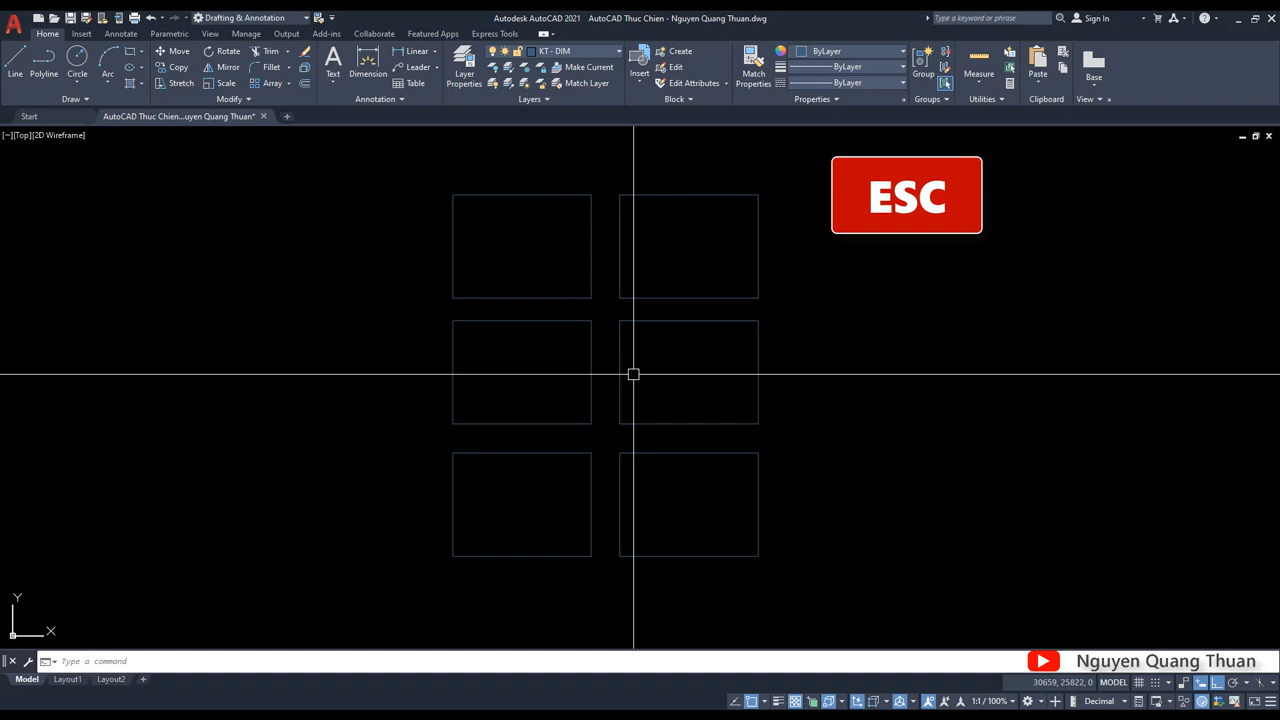 Drafting & Annotation
Autodesk AutoCAD 2021 AutoCAD Thuc Chien - Nguyen Quang Thuan.dwg
Type a keyword or phrase
Sign In
Home Insert Annotate Parametric View Manage Output Add-ins Collaborate Featured Apps Express Tools
Line Polyline Circle Arc
Move Rotate Trim
Copy Mirror Fillet
Stretch Scale Array
Text Dimension
Linear
Leader
Table
Layer Properties
KT - DIM
Make Current
Match Layer
Insert
Create
Edit
Edit Attributes
Match Properties
ByLayer
ByLayer
ByLayer
Group
Measure
Paste
Base
Draw Modify Annotation Layers Block Properties Groups Utilities Clipboard View
Start AutoCAD Thuc Chien...uyen Quang Thuan*
[−][Top][2D Wireframe]
ESC
Y
X
Type a command
Nguyen Quang Thuan
Model Layout1 Layout2
30659, 25822, 0 MODEL
1:1 / 100%
Decimal